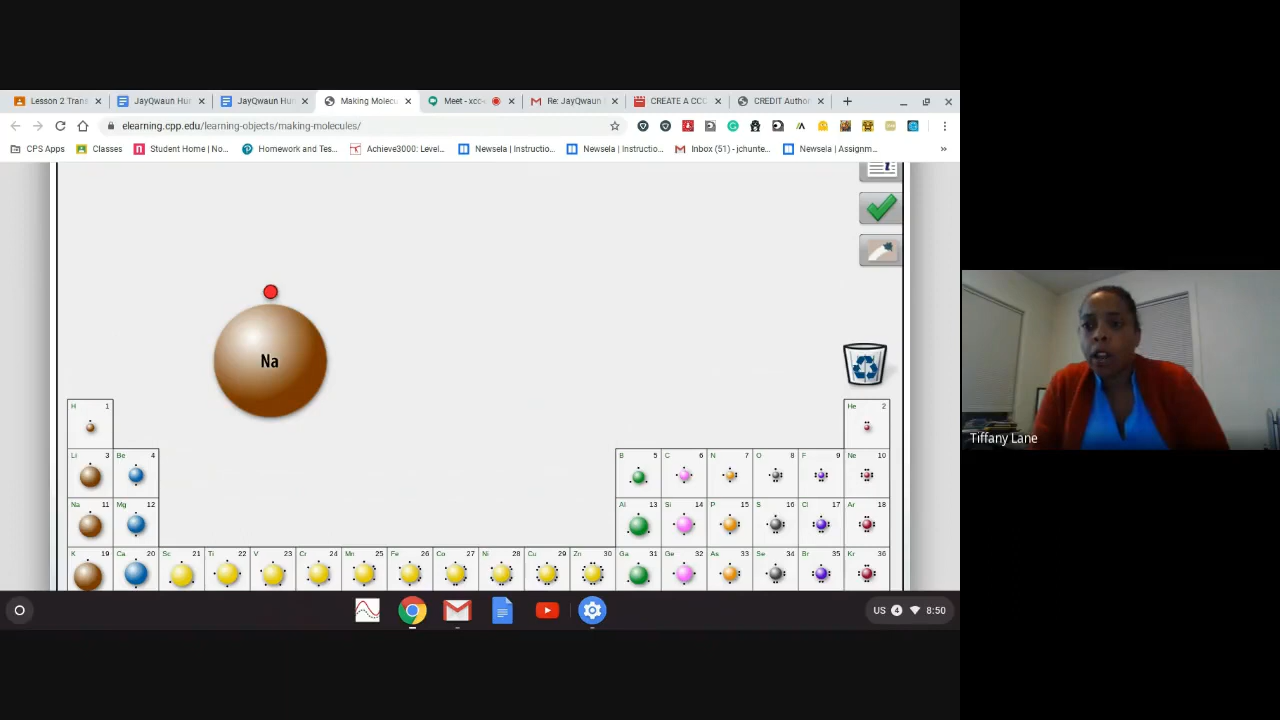 Lesson 2 Tran
JayQwaun Hun
JayQwaun Hun
Making Molecu
Meet - xcc
Re: JayQwaun
CREATE A CCC
CREDIT Author
elearning.cpp.edu/learning-objects/making-molecules/
CPS Apps
Classes
Student Home | No...
Homework and Tes...
Achieve3000: Level...
Newsela | Instructio...
Newsela | Instructio...
Inbox (51) - jchunte...
Newsela | Assignm...
»
Na
H 1
He 2
Li 3
Be 4
B 5
C 6
N 7
O 8
F 9
Ne 10
Na 11
Mg 12
Al 13
Si 14
P 15
S 16
Cl 17
Ar 18
K 19
Ca 20
Sc 21
Ti 22
V 23
Cr 24
Mn 25
Fe 26
Co 27
Ni 28
Cu 29
Zn 30
Ga 31
Ge 32
As 33
Se 34
Br 35
Kr 36
Tiffany Lane
US 4 8:50